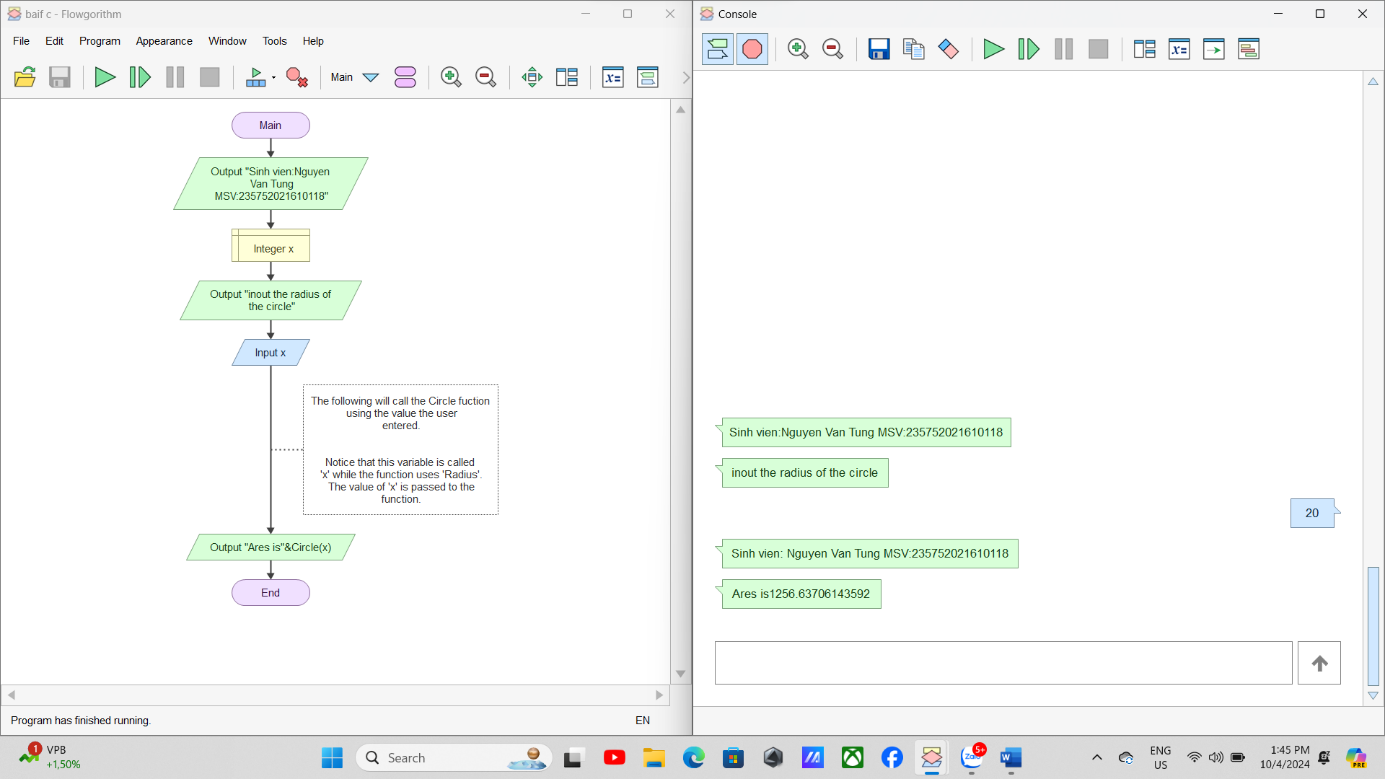 baif c - Flowgorithm
File Edit Program Appearance Window Tools Help
Main
Main
Output "Sinh vien:Nguyen
Van Tung
MSV:235752021610118"
Integer x
Output "inout the radius of
the circle"
Input x
The following will call the Circle fuction
using the value the user
entered.
Notice that this variable is called
'x' while the function uses 'Radius'.
The value of 'x' is passed to the
function.
Output "Ares is"&Circle(x)
End
Program has finished running.
EN
Console
Sinh vien:Nguyen Van Tung MSV:235752021610118
inout the radius of the circle
20
Sinh vien: Nguyen Van Tung MSV:235752021610118
Ares is1256.63706143592
1
VPB
+1,50%
Search
Zalo
5+
ENG
US
1:45 PM
10/4/2024
PRE